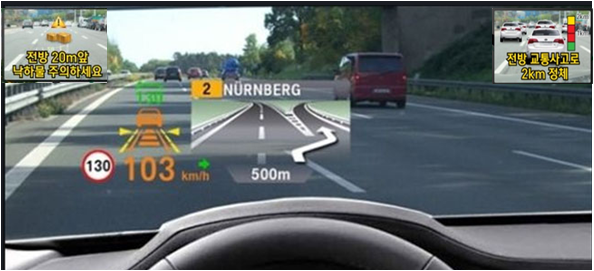 전방 20m앞
낙하물 주의하세요
전방 교통사고로
2km 정체
2 NÜRNBERG
130
130
103 km/h
500m